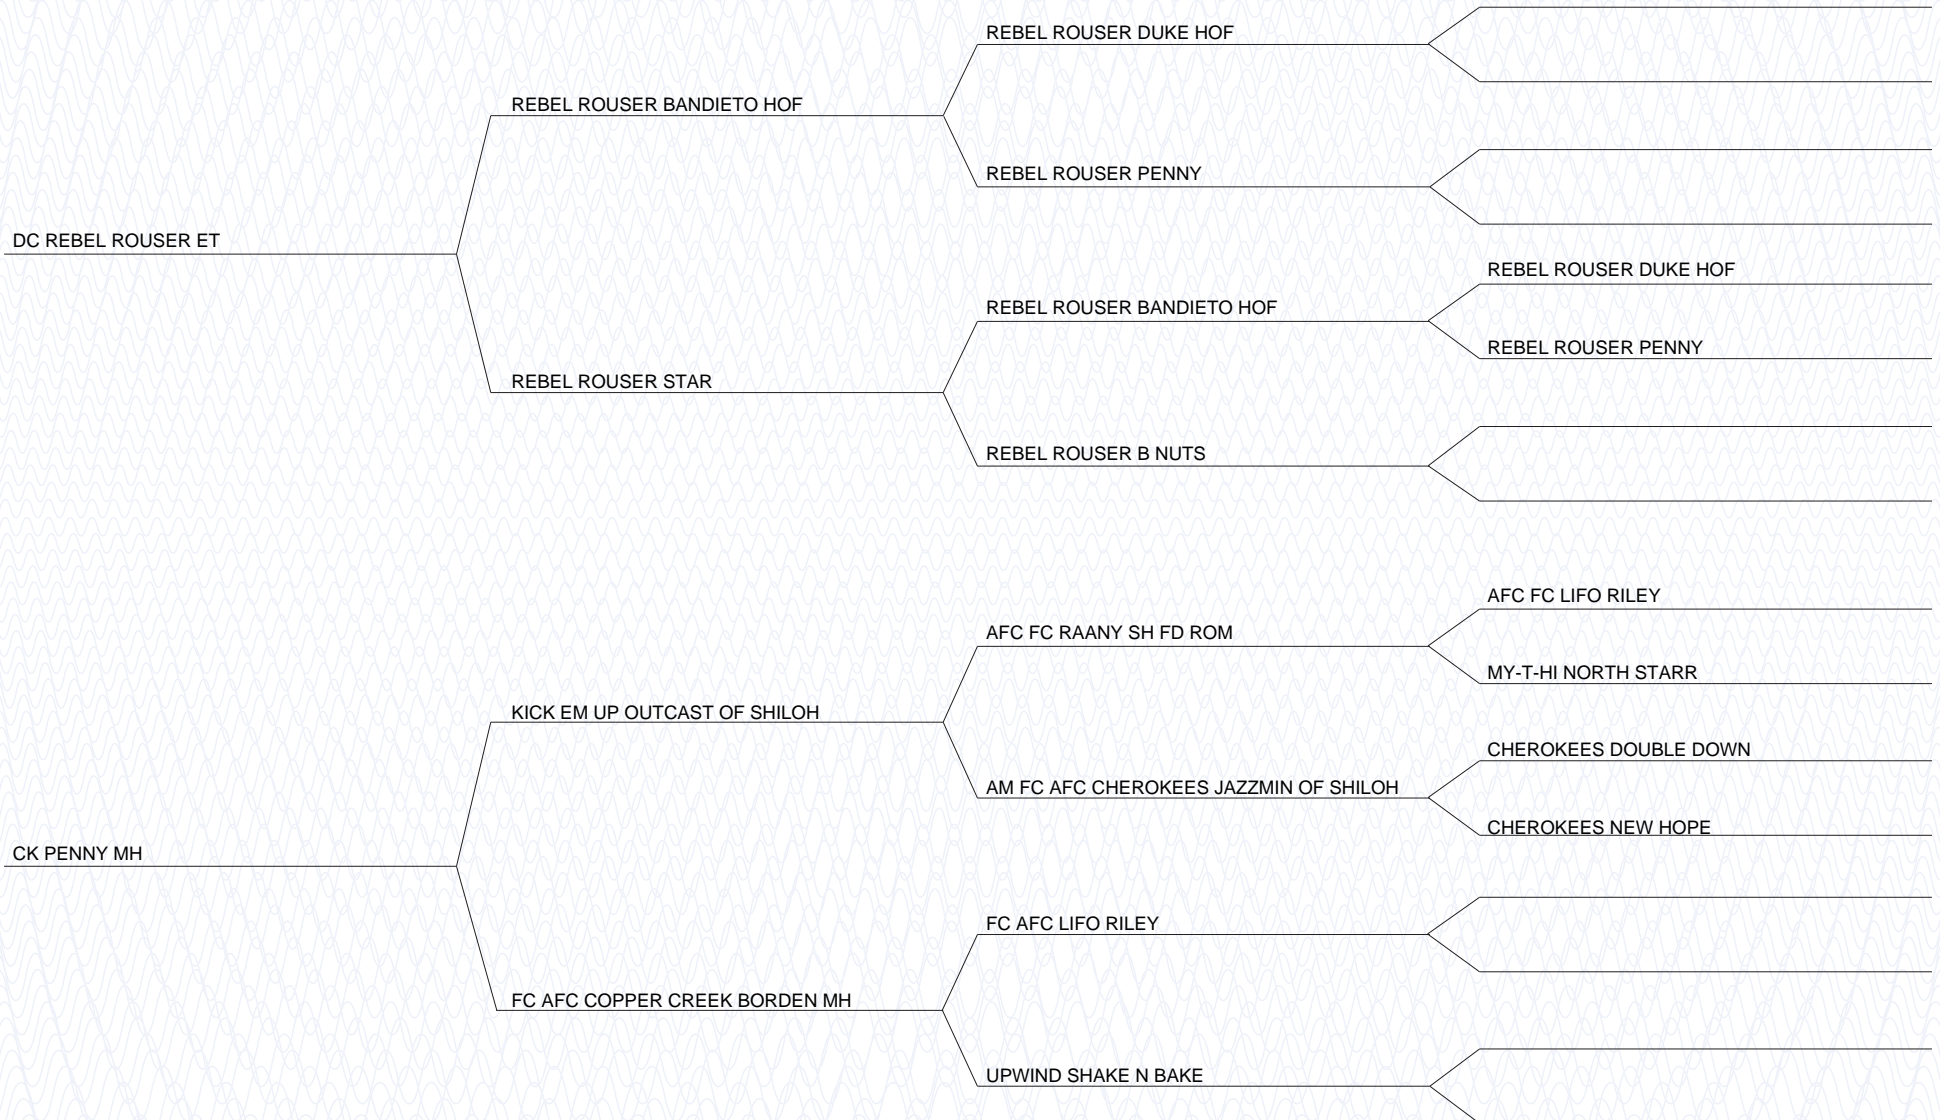 REBEL ROUSER DUKE HOF
REBEL ROUSER BANDIETO HOF
REBEL ROUSER PENNY
DC REBEL ROUSER ET
REBEL ROUSER DUKE HOF
REBEL ROUSER BANDIETO HOF
REBEL ROUSER PENNY
REBEL ROUSER STAR
REBEL ROUSER B NUTS
AFC FC LIFO RILEY
AFC FC RAANY SH FD ROM
MY-T-HI NORTH STARR
KICK EM UP OUTCAST OF SHILOH
CHEROKEES DOUBLE DOWN
AM FC AFC CHEROKEES JAZZMIN OF SHILOH
CHEROKEES NEW HOPE
CK PENNY MH
FC AFC LIFO RILEY
FC AFC COPPER CREEK BORDEN MH
UPWIND SHAKE N BAKE